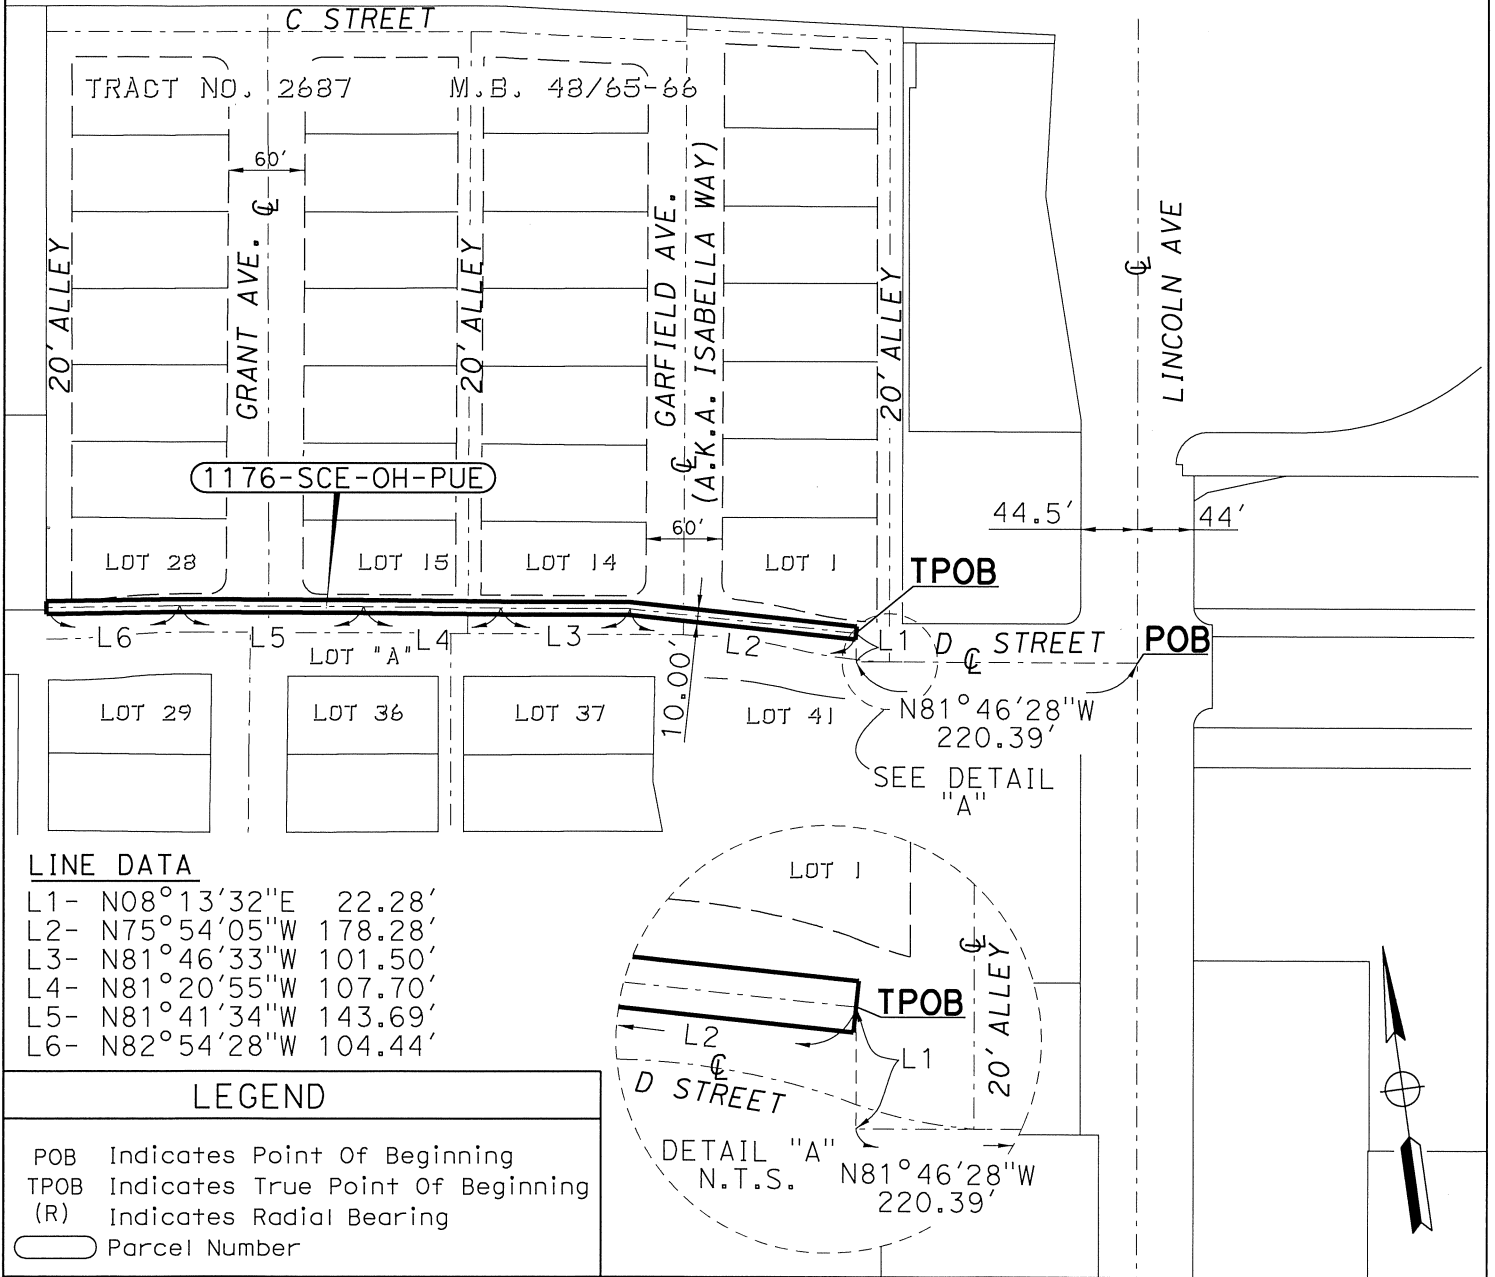 C STREET
TRACT NO. 2687 M.B. 48/65-66
60'
20' ALLEY
GRANT AVE. ℄
20' ALLEY
GARFIELD AVE. ℄
(A.K.A. ISABELLA WAY)
20' ALLEY
℄
LINCOLN AVE
1176-SCE-OH-PUE
44.5' 44'
60'
LOT 28 LOT 15 LOT 14 LOT 1
TPOB
L6 L5 L4 L3 L2 L1
D STREET
℄
POB
LOT "A"
10.00'
LOT 29 LOT 36 LOT 37 LOT 41
N81°46'28"W
220.39'
SEE DETAIL
"A"
LINE DATA
L1- N08°13'32"E 22.28'
L2- N75°54'05"W 178.28'
L3- N81°46'33"W 101.50'
L4- N81°20'55"W 107.70'
L5- N81°41'34"W 143.69'
L6- N82°54'28"W 104.44'
LOT 1
℄
20' ALLEY
TPOB
L2
L1
℄
D STREET
DETAIL "A"
N.T.S.
N81°46'28"W
220.39'
LEGEND
POB Indicates Point Of Beginning
TPOB Indicates True Point Of Beginning
(R) Indicates Radial Bearing
Parcel Number